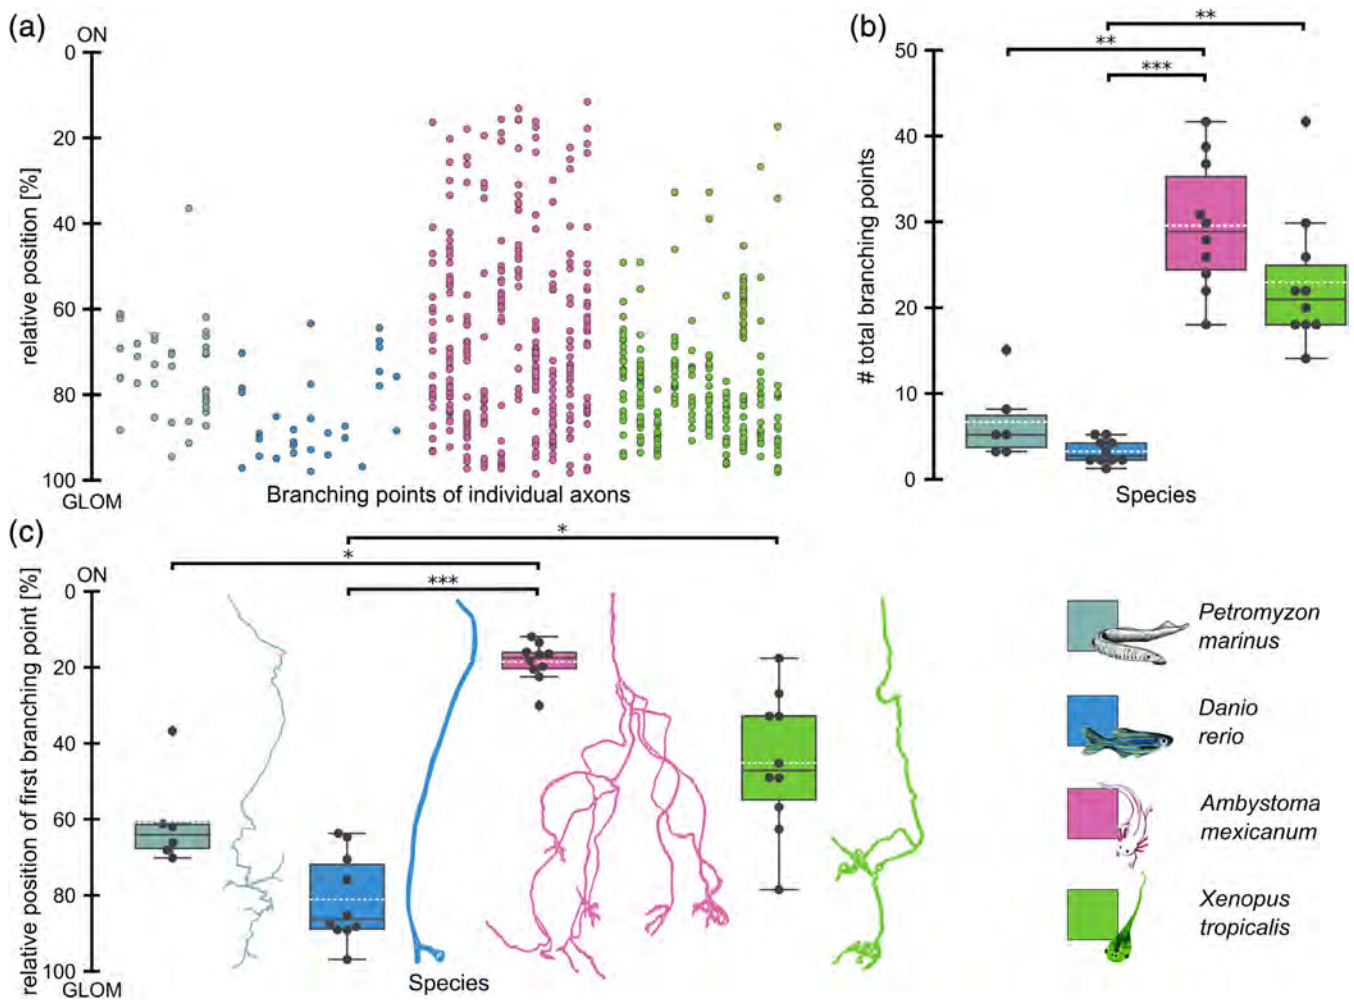 (a)
ON
0
20
40
60
80
100
GLOM
relative position [%]
Branching points of individual axons
(b)
**
**
***
50
40
30
20
10
0
# total branching points
Species
(c)
ON
0
20
40
60
80
100
GLOM
relative position of first branching point [%]
*
*
***
Species
Petromyzon
marinus
Danio
rerio
Ambystoma
mexicanum
Xenopus
tropicalis